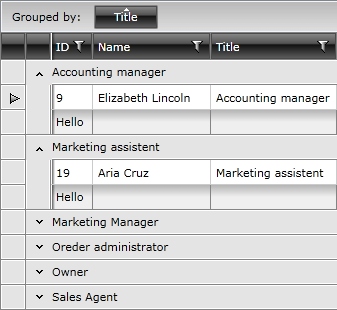 Grouped by: Title
ID Name Title
Accounting manager
9 Elizabeth Lincoln Accounting manager
Hello
Marketing assistent
19 Aria Cruz Marketing assistent
Hello
Marketing Manager
Oreder administrator
Owner
Sales Agent